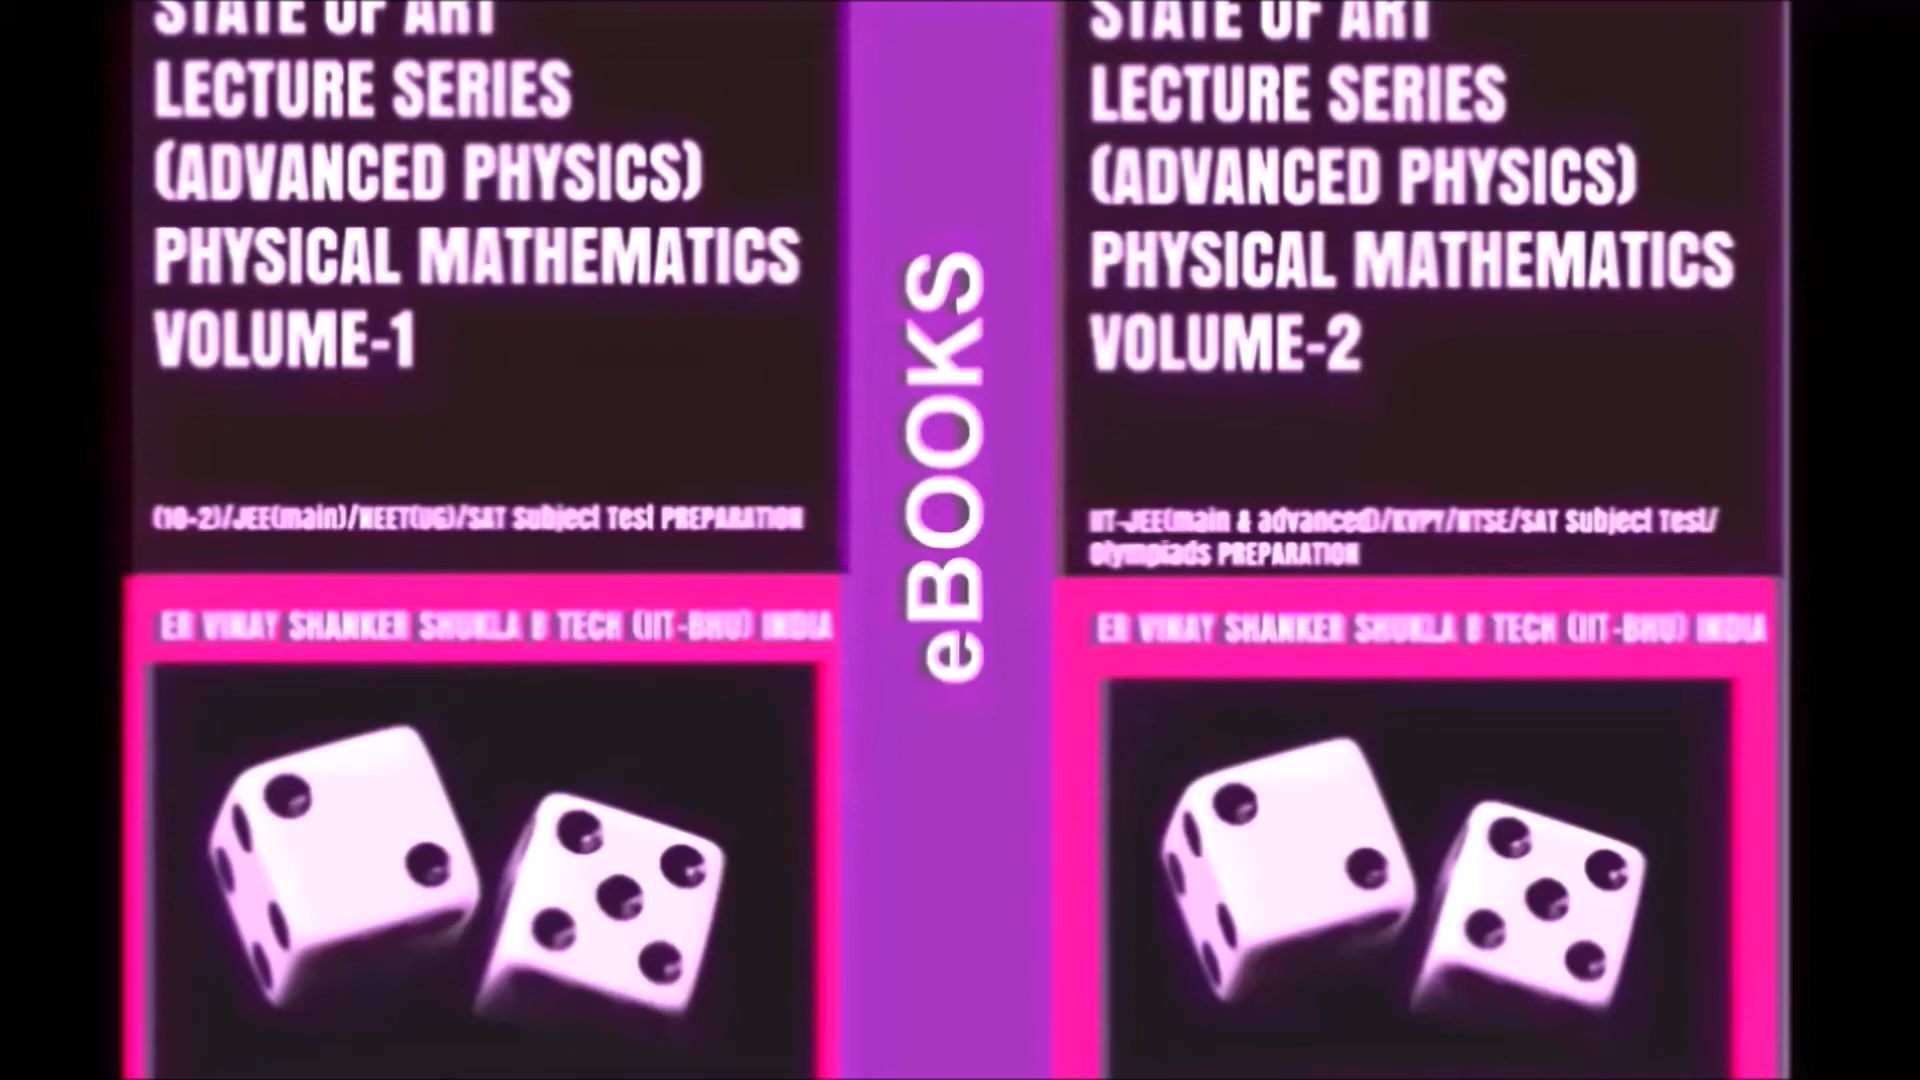 STATE OF ART
LECTURE SERIES
(ADVANCED PHYSICS)
PHYSICAL MATHEMATICS
VOLUME-1
(10-2)/JEE(main)/NEET(UG)/SAT Subject Test PREPARATION
ER VINAY SHANKER SHUKLA B TECH (IIT-BHU) INDIA
eBOOKS
STATE OF ART
LECTURE SERIES
(ADVANCED PHYSICS)
PHYSICAL MATHEMATICS
VOLUME-2
IIT-JEE(main & advanced)/KVPY/NTSE/SAT Subject Test/
Olympiads PREPARATION
ER VINAY SHANKER SHUKLA B TECH (IIT-BHU) INDIA